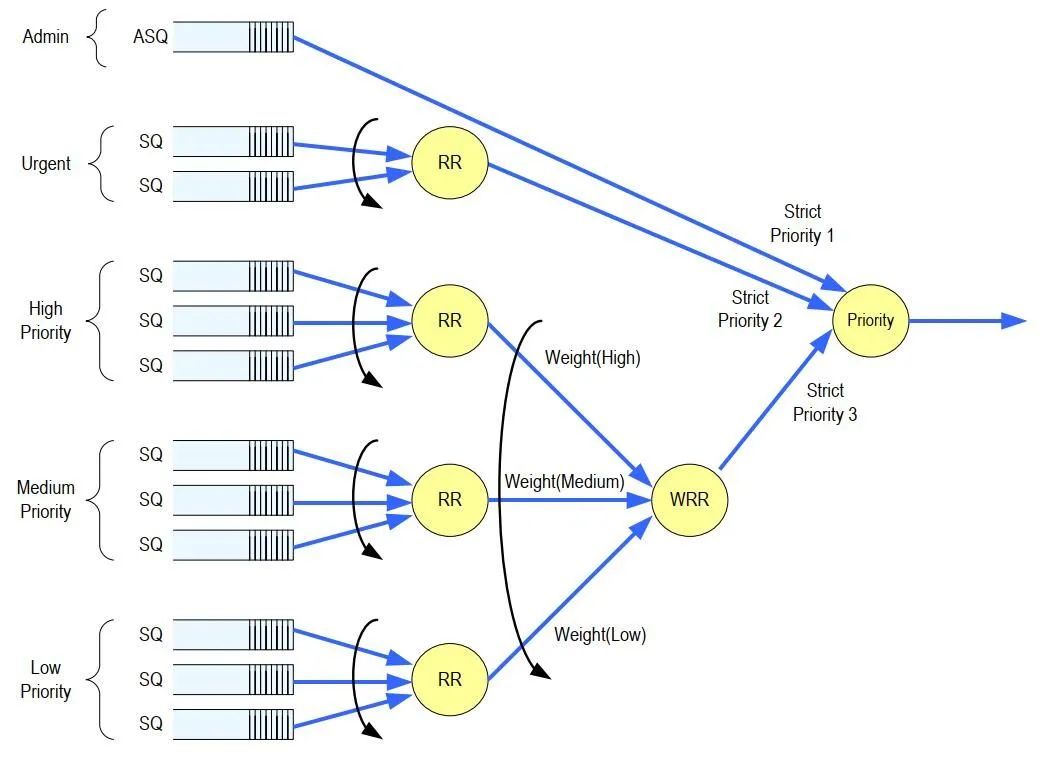 Admin
ASQ
SQ
Urgent
SQ
RR
Strict
Priority 1
SQ
High
Priority
SQ
SQ
RR
Strict
Priority 2
Priority
Weight(High)
Strict
Priority 3
SQ
Medium
Priority
SQ
SQ
RR
Weight(Medium)
WRR
SQ
Low
Priority
SQ
SQ
RR
Weight(Low)